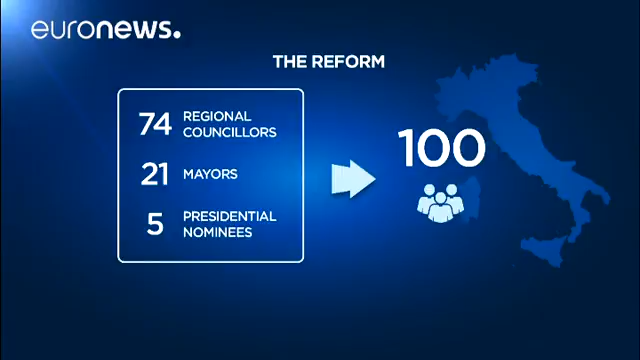 euronews.
THE REFORM
74 REGIONAL
COUNCILLORS
21 MAYORS
5 PRESIDENTIAL
NOMINEES
100